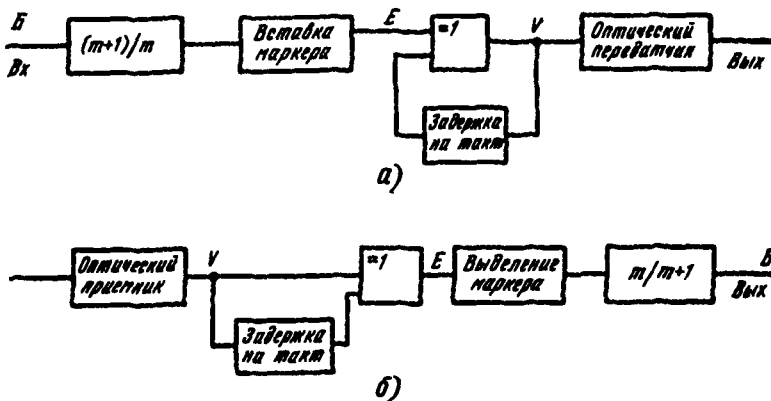 Б
Вх
(m+1)/m
Вставка
маркера
E
=1
V
Оптический
передатчик
Вых
Задержка
на такт
а)
Оптический
приемник
V
=1
E
Выделение
маркера
m/m+1
В
Вых
Задержка
на такт
б)